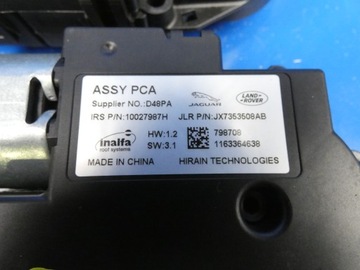 ASSY PCA
Supplier NO.:D48PA
JAGUAR
LAND ROVER
IRS P/N:10027987H JLR P/N:JX7353508AB
inalfa
roof systems
HW:1.2
SW:3.1
798708
1163364638
MADE IN CHINA HIRAIN TECHNOLOGIES